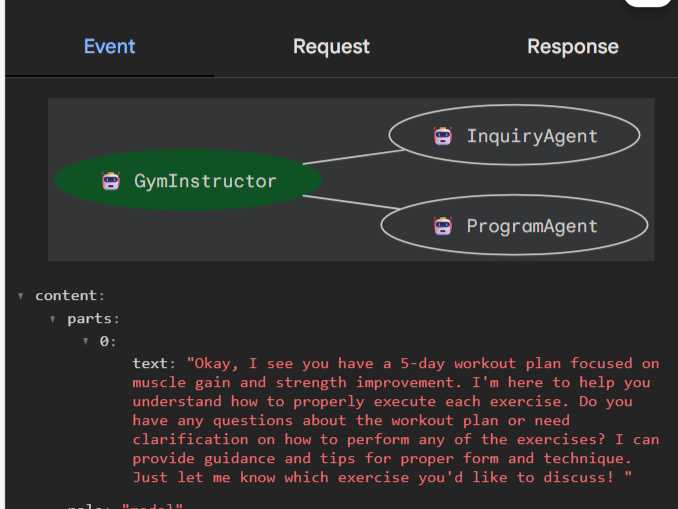 Event Request Response
InquiryAgent
GymInstructor
ProgramAgent
content:
parts:
0:
text: "Okay, I see you have a 5-day workout plan focused on
muscle gain and strength improvement. I'm here to help you
understand how to properly execute each exercise. Do you
have any questions about the workout plan or need
clarification on how to perform any of the exercises? I can
provide guidance and tips for proper form and technique.
Just let me know which exercise you'd like to discuss! "
role: "model"